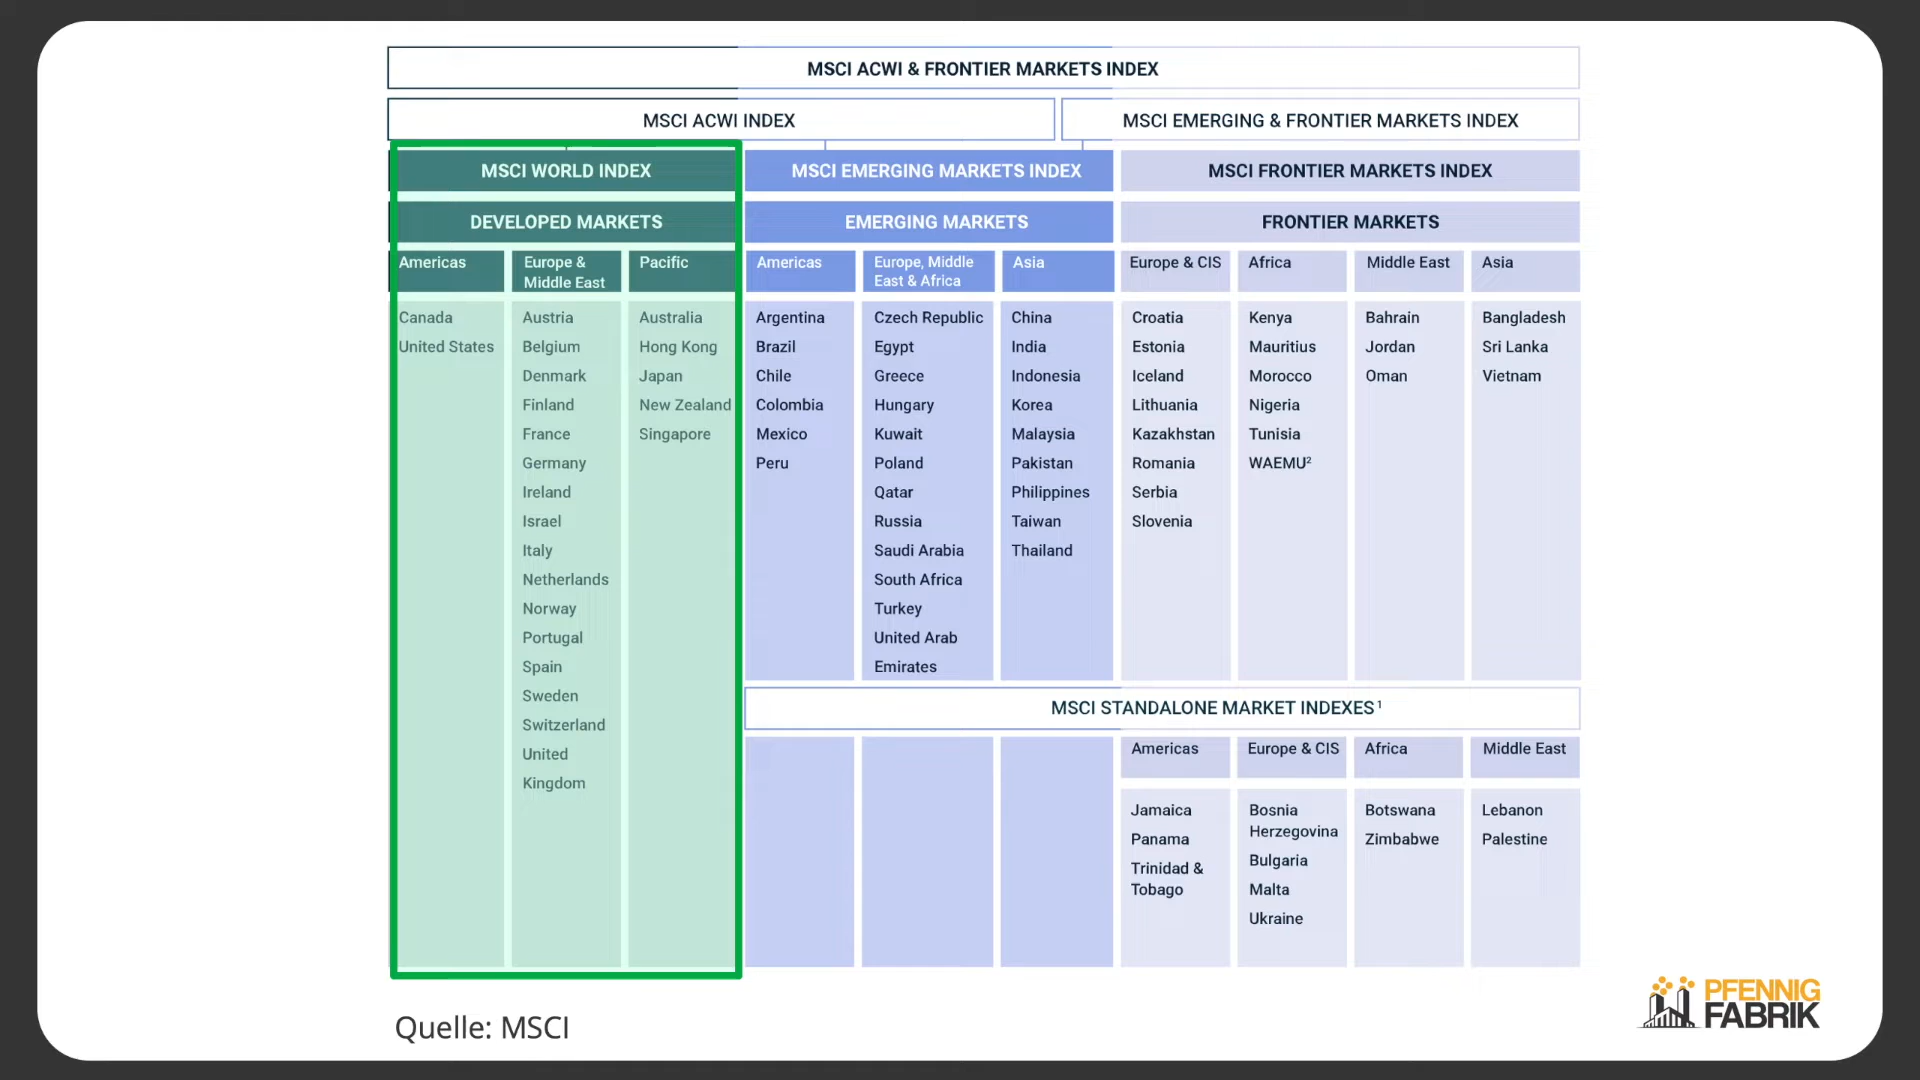 MSCI ACWI & FRONTIER MARKETS INDEX
MSCI ACWI INDEX
MSCI EMERGING & FRONTIER MARKETS INDEX
MSCI WORLD INDEX
MSCI EMERGING MARKETS INDEX
MSCI FRONTIER MARKETS INDEX
DEVELOPED MARKETS
EMERGING MARKETS
FRONTIER MARKETS
Americas
Europe &
Middle East
Pacific
Americas
Europe, Middle
East & Africa
Asia
Europe & CIS
Africa
Middle East
Asia
Canada
United States
Austria
Belgium
Denmark
Finland
France
Germany
Ireland
Israel
Italy
Netherlands
Norway
Portugal
Spain
Sweden
Switzerland
United
Kingdom
Australia
Hong Kong
Japan
New Zealand
Singapore
Argentina
Brazil
Chile
Colombia
Mexico
Peru
Czech Republic
Egypt
Greece
Hungary
Kuwait
Poland
Qatar
Russia
Saudi Arabia
South Africa
Turkey
United Arab
Emirates
China
India
Indonesia
Korea
Malaysia
Pakistan
Philippines
Taiwan
Thailand
Croatia
Estonia
Iceland
Lithuania
Kazakhstan
Romania
Serbia
Slovenia
Kenya
Mauritius
Morocco
Nigeria
Tunisia
WAEMU²
Bahrain
Jordan
Oman
Bangladesh
Sri Lanka
Vietnam
MSCI STANDALONE MARKET INDEXES¹
Americas
Europe & CIS
Africa
Middle East
Jamaica
Panama
Trinidad &
Tobago
Bosnia
Herzegovina
Bulgaria
Malta
Ukraine
Botswana
Zimbabwe
Lebanon
Palestine
Quelle: MSCI
PFENNIG
FABRIK